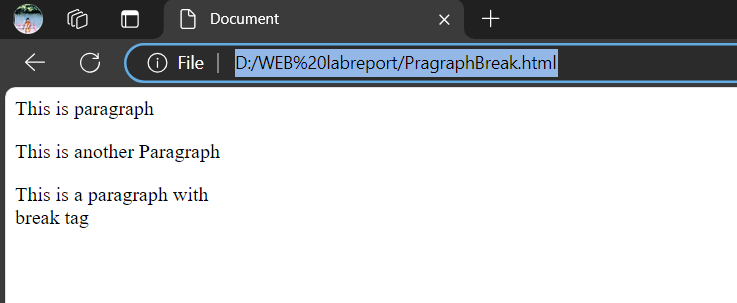 Document
File
D:/WEB%20labreport/PragraphBreak.html
This is paragraph
This is another Paragraph
This is a paragraph with
break tag